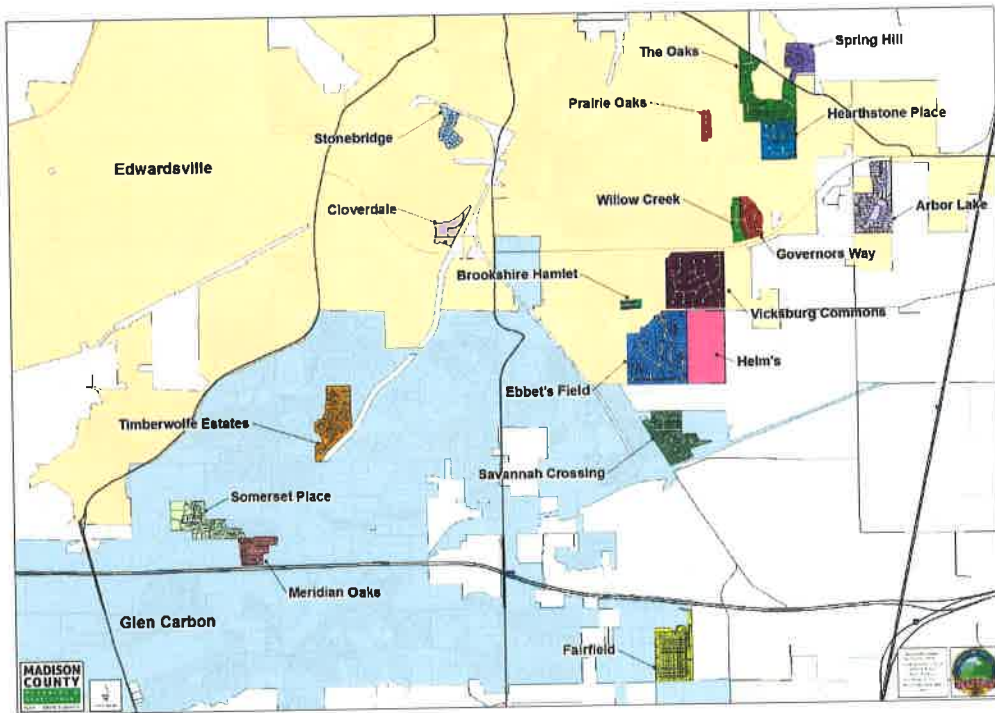 Spring Hill
The Oaks
Prairie Oaks
Hearthstone Place
Stonebridge
Edwardsville
Willow Creek
Arbor Lake
Cloverdale
Governors Way
Brookshire Hamlet
Vicksburg Commons
Helm's
Ebbet's Field
Timberwolfe Estates
Savannah Crossing
Somerset Place
Meridian Oaks
Glen Carbon
Fairfield
MADISON
COUNTY